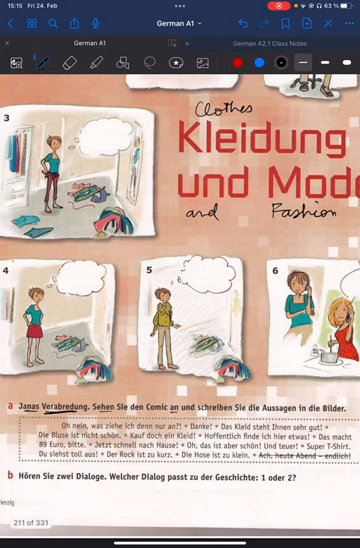 15:15 Fri 24. Feb
63 %
German A1
German A1
German A2.1 Class Notes
3
Clothes
Kleidung
und Mod
and Fashion
4
5
6
a Janas Verabredung. Sehen Sie den Comic an und schreiben Sie die Aussagen in die Bilder.
Oh nein, was ziehe ich denn nur an?! • Danke! • Das Kleid steht Ihnen sehr gut! •
Die Bluse ist nicht schön. • Kauf doch ein Kleid! • Hoffentlich finde ich hier etwas! • Das macht
89 Euro, bitte. • Jetzt schnell nach Hause! • Oh, das ist aber schön! Und teuer! • Super T-Shirt.
Du siehst toll aus! • Der Rock ist zu kurz. • Die Hose ist zu klein. • Ach, heute Abend – endlich!
b Hören Sie zwei Dialoge. Welcher Dialog passt zu der Geschichte: 1 oder 2?
ierzig
211 of 331